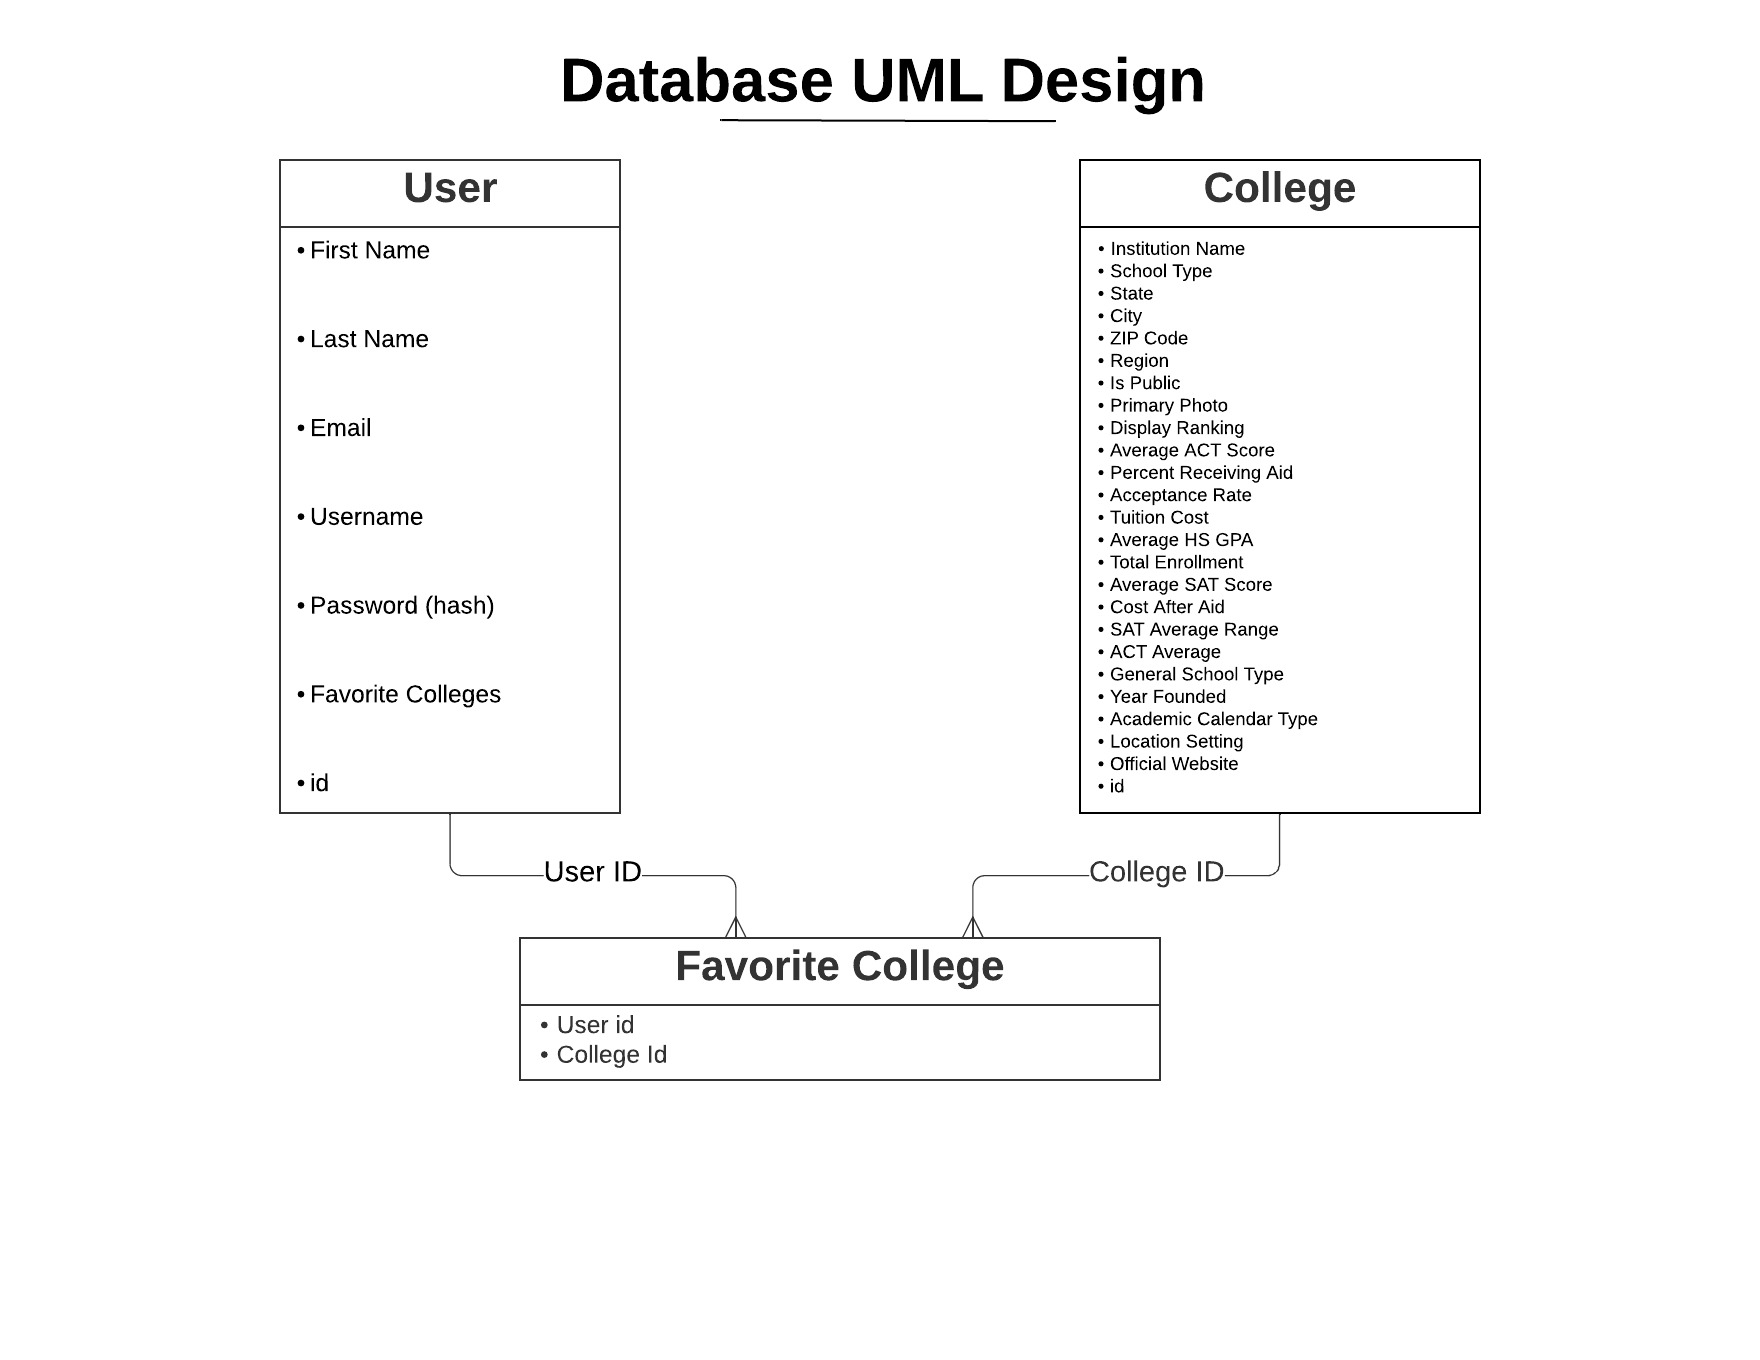 Database UML Design
User
• First Name
• Last Name
• Email
• Username
• Password (hash)
• Favorite Colleges
• id
College
• Institution Name
• School Type
• State
• City
• ZIP Code
• Region
• Is Public
• Primary Photo
• Display Ranking
• Average ACT Score
• Percent Receiving Aid
• Acceptance Rate
• Tuition Cost
• Average HS GPA
• Total Enrollment
• Average SAT Score
• Cost After Aid
• SAT Average Range
• ACT Average
• General School Type
• Year Founded
• Academic Calendar Type
• Location Setting
• Official Website
• id
User ID
College ID
Favorite College
• User id
• College Id